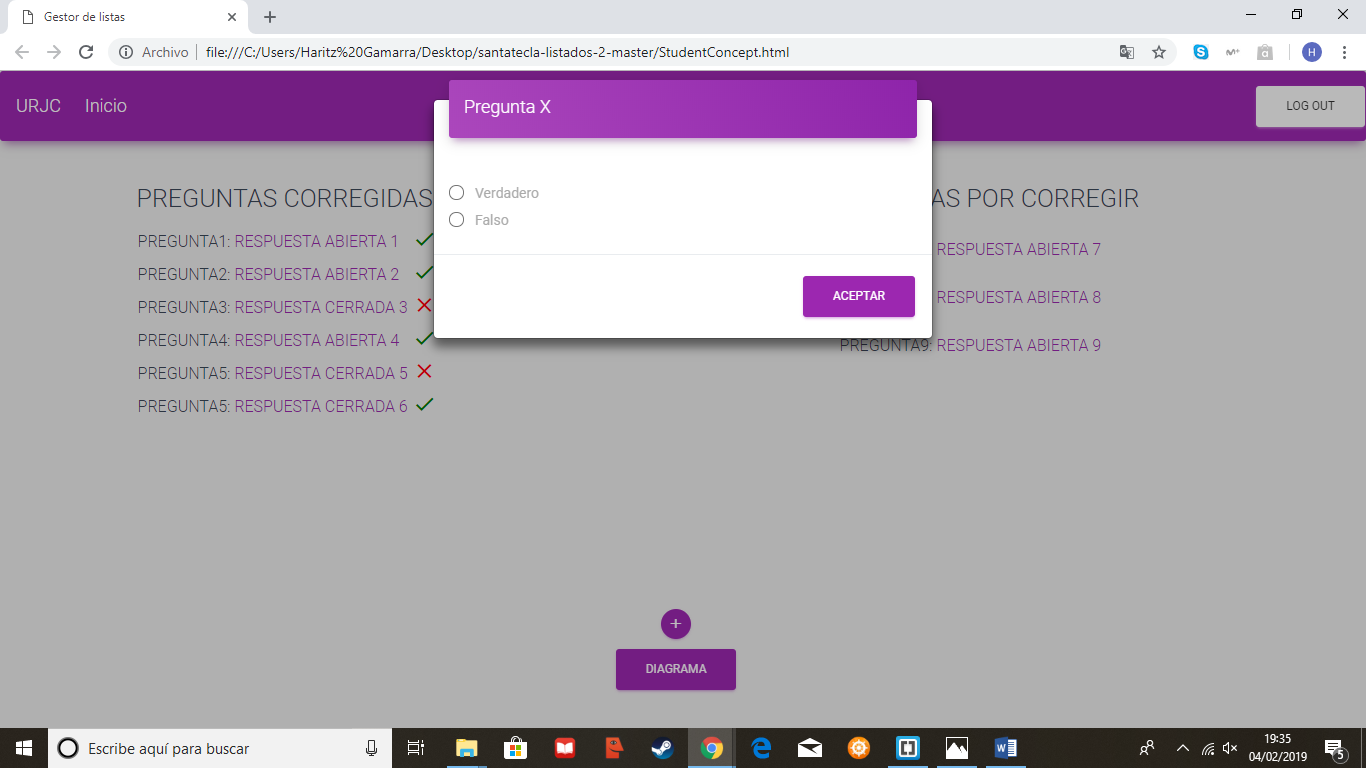 Gestor de listas
Archivo file:///C:/Users/Haritz%20Gamarra/Desktop/santatecla-listados-2-master/StudentConcept.html
H
URJC Inicio
LOG OUT
Pregunta X
Verdadero
Falso
ACEPTAR
PREGUNTAS CORREGIDAS
PREGUNTA1: RESPUESTA ABIERTA 1
PREGUNTA2: RESPUESTA ABIERTA 2
PREGUNTA3: RESPUESTA CERRADA 3
PREGUNTA4: RESPUESTA ABIERTA 4
PREGUNTA5: RESPUESTA CERRADA 5
PREGUNTA5: RESPUESTA CERRADA 6
AS POR CORREGIR
RESPUESTA ABIERTA 7
RESPUESTA ABIERTA 8
PREGUNTA9: RESPUESTA ABIERTA 9
+
DIAGRAMA
Escribe aquí para buscar
19:35
04/02/2019
5